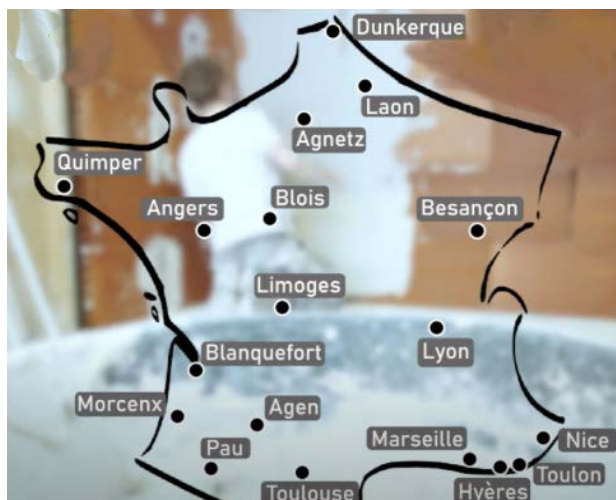 Dunkerque
Laon
Agnetz
Quimper
Blois
Angers
Besançon
Limoges
Lyon
Blanquefort
Morcenx
Agen
Marseille
Nice
Pau
Toulon
Toulouse
Hyères